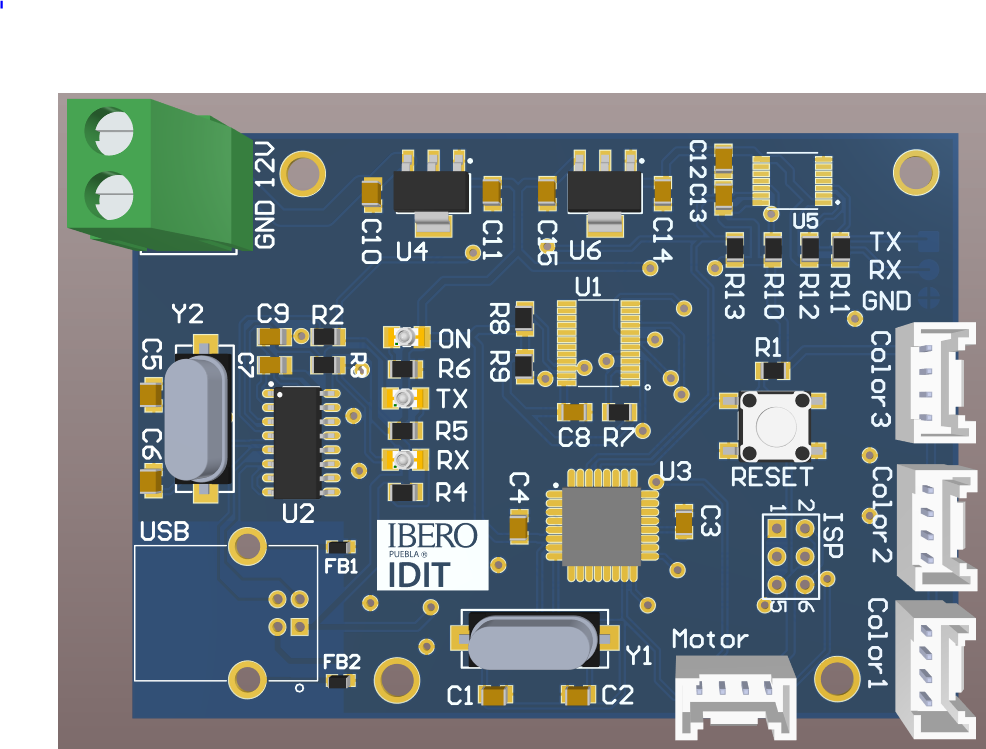 GND 12V
C10
U4
C11
C15
U6
C14
C12
C13
U5
TX
RX
GND
R13
R10
R12
R11
Y2
C9
R2
C5
C7
R3
ON
R6
TX
R5
RX
R4
C6
U2
U1
R8
R9
C8
R7
R1
RESET
Color3
Color2
Color1
USB
FB1
FB2
IBERO
PUEBLA ®
IDIT
C4
U3
C3
1
2
ISP
5
6
Y1
C1
C2
Motor